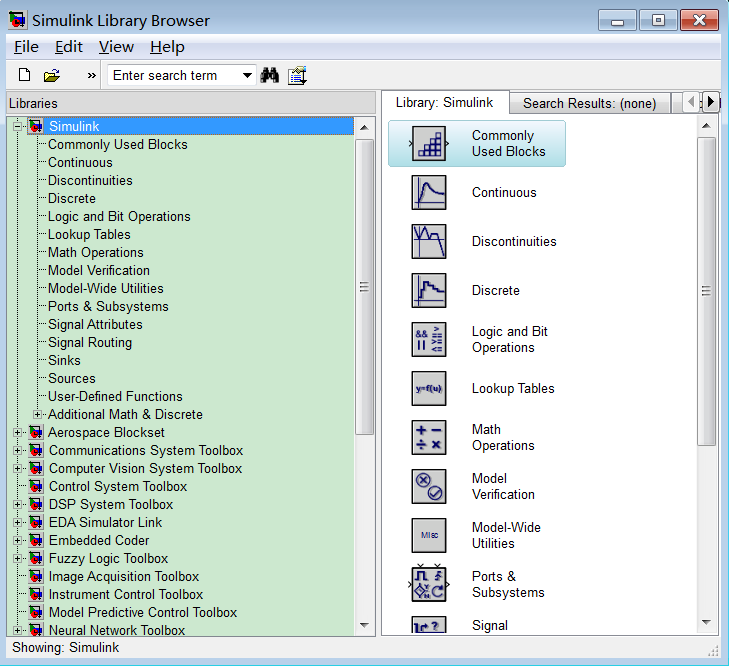 Simulink Library Browser
File Edit View Help
» Enter search term
Libraries
Library: Simulink
Search Results: (none)
Simulink
Commonly Used Blocks
Continuous
Discontinuities
Discrete
Logic and Bit Operations
Lookup Tables
Math Operations
Model Verification
Model-Wide Utilities
Ports & Subsystems
Signal Attributes
Signal Routing
Sinks
Sources
User-Defined Functions
Additional Math & Discrete
Aerospace Blockset
Communications System Toolbox
Computer Vision System Toolbox
Control System Toolbox
DSP System Toolbox
EDA Simulator Link
Embedded Coder
Fuzzy Logic Toolbox
Image Acquisition Toolbox
Instrument Control Toolbox
Model Predictive Control Toolbox
Neural Network Toolbox
Commonly
Used Blocks
Continuous
Discontinuities
Discrete
Logic and Bit
Operations
y=f(u)
Lookup Tables
Math
Operations
Model
Verification
Misc
Model-Wide
Utilities
Ports &
Subsystems
Signal
Showing: Simulink